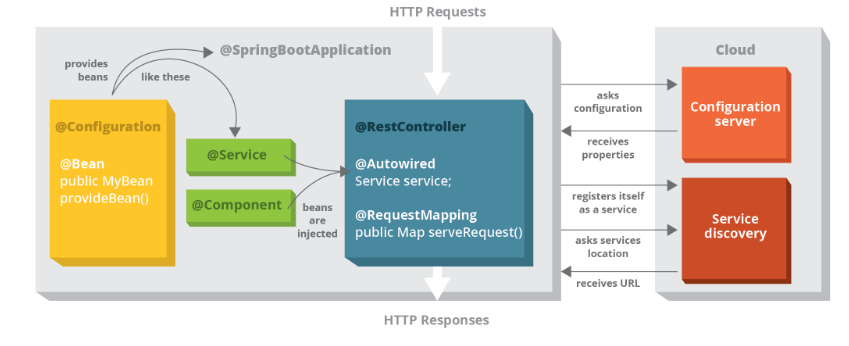 HTTP Requests
@SpringBootApplication
provides
beans
like these
@Configuration
@Bean
public MyBean
provideBean()
@Service
@Component
beans
are
injected
@RestController
@Autowired
Service service;
@RequestMapping
public Map serveRequest()
HTTP Responses
asks
configuration
receives
properties
registers itself
as a service
asks services
location
receives URL
Cloud
Configuration
server
Service
discovery